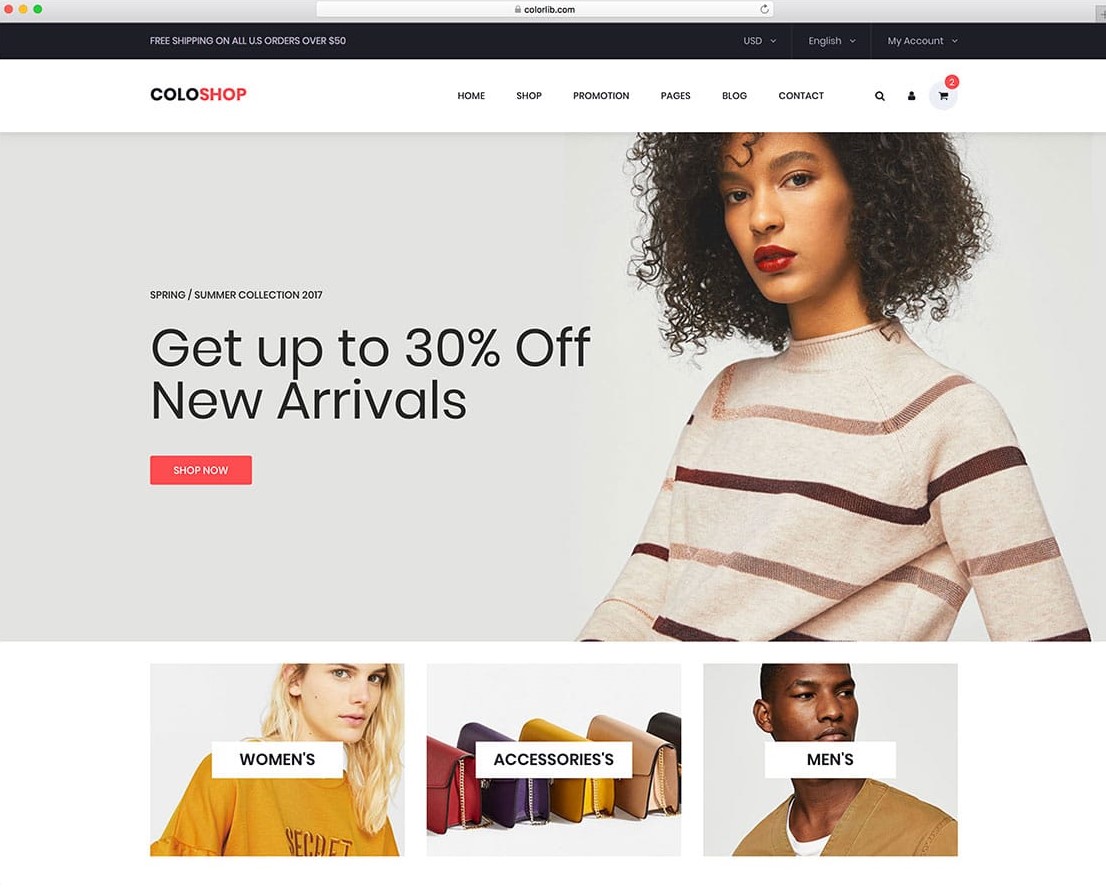 colorlib.com
FREE SHIPPING ON ALL U.S ORDERS OVER $50
USD
English
My Account
COLOSHOP
HOME
SHOP
PROMOTION
PAGES
BLOG
CONTACT
2
SPRING / SUMMER COLLECTION 2017
Get up to 30% Off
New Arrivals
SHOP NOW
WOMEN'S
ACCESSORIES'S
MEN'S
SECRET